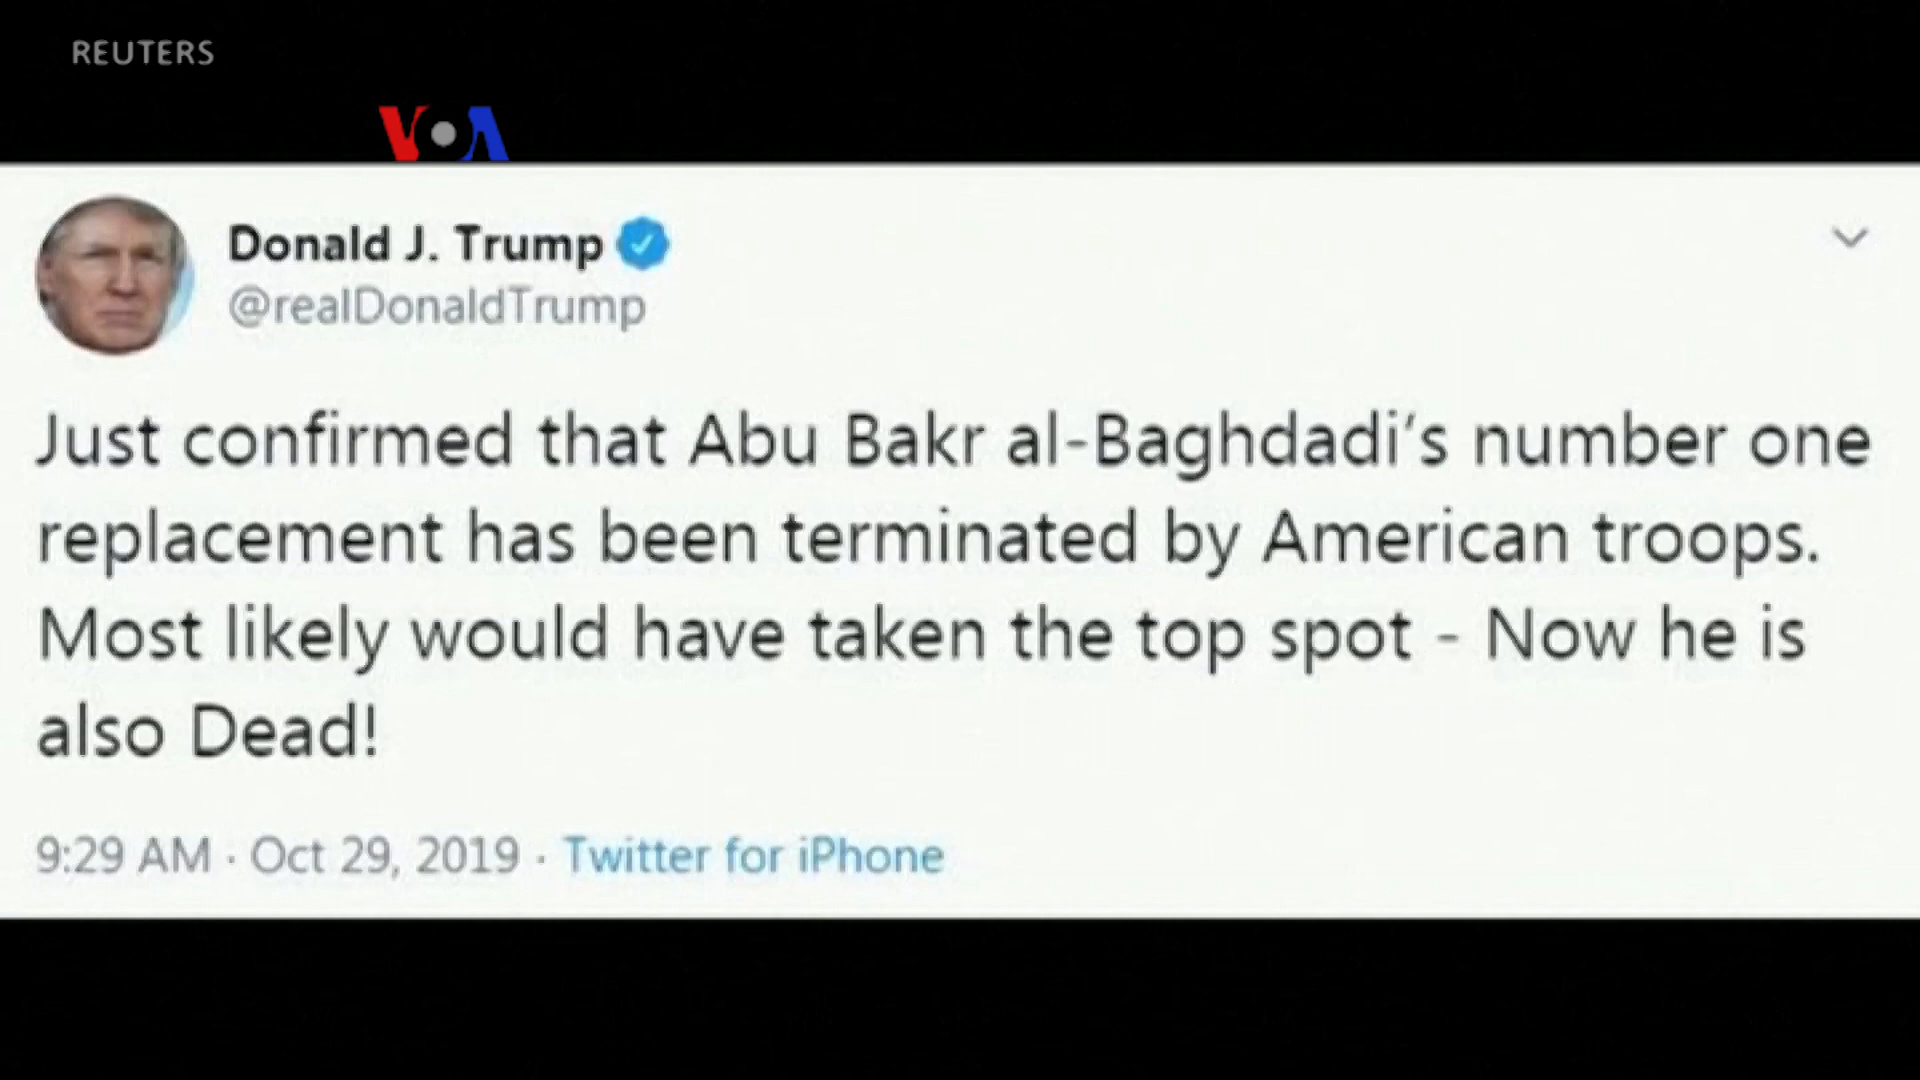 REUTERS
VOA
Donald J. Trump
@realDonaldTrump
Just confirmed that Abu Bakr al-Baghdadi's number one
replacement has been terminated by American troops.
Most likely would have taken the top spot - Now he is
also Dead!
9:29 AM · Oct 29, 2019 · Twitter for iPhone